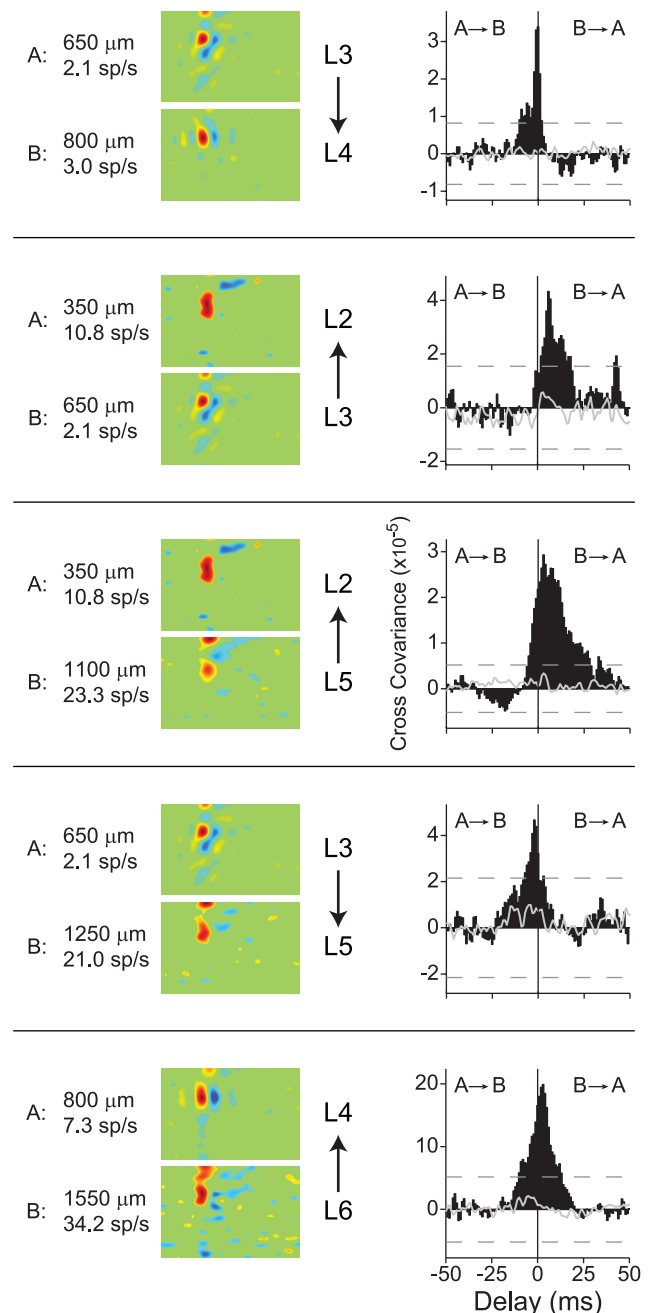 A: 650 μm
2.1 sp/s
B: 800 μm
3.0 sp/s
L3
L4
A→B B→A
3
2
1
0
-1
A: 350 μm
10.8 sp/s
B: 650 μm
2.1 sp/s
L2
L3
A→B B→A
4
2
0
-2
A: 350 μm
10.8 sp/s
B: 1100 μm
23.3 sp/s
L2
L5
Cross Covariance (x10⁻⁵)
A→B B→A
3
2
1
0
A: 650 μm
2.1 sp/s
B: 1250 μm
21.0 sp/s
L3
L5
A→B B→A
4
2
0
-2
A: 800 μm
7.3 sp/s
B: 1550 μm
34.2 sp/s
L4
L6
A→B B→A
20
10
0
-50 -25 0 25 50
Delay (ms)